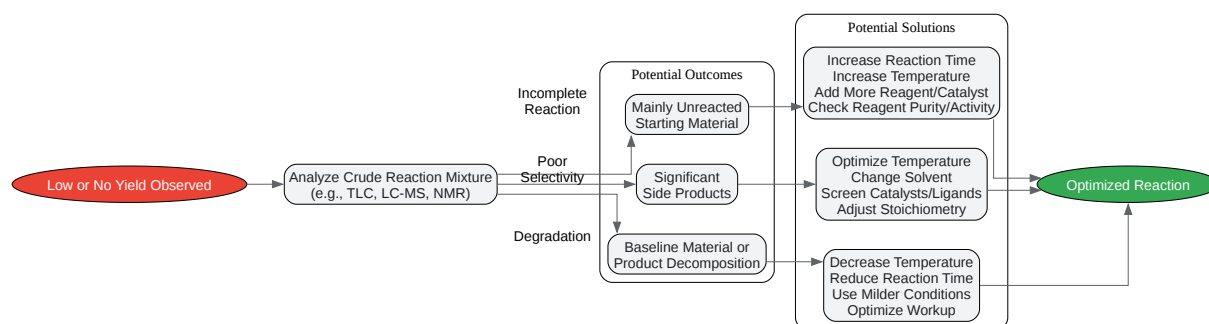 Low or No Yield Observed
Analyze Crude Reaction Mixture
(e.g., TLC, LC-MS, NMR)
Incomplete
Reaction
Poor
Selectivity
Degradation
Potential Outcomes
Mainly Unreacted
Starting Material
Significant
Side Products
Baseline Material or
Product Decomposition
Potential Solutions
Increase Reaction Time
Increase Temperature
Add More Reagent/Catalyst
Check Reagent Purity/Activity
Optimize Temperature
Change Solvent
Screen Catalysts/Ligands
Adjust Stoichiometry
Decrease Temperature
Reduce Reaction Time
Use Milder Conditions
Optimize Workup
Optimized Reaction